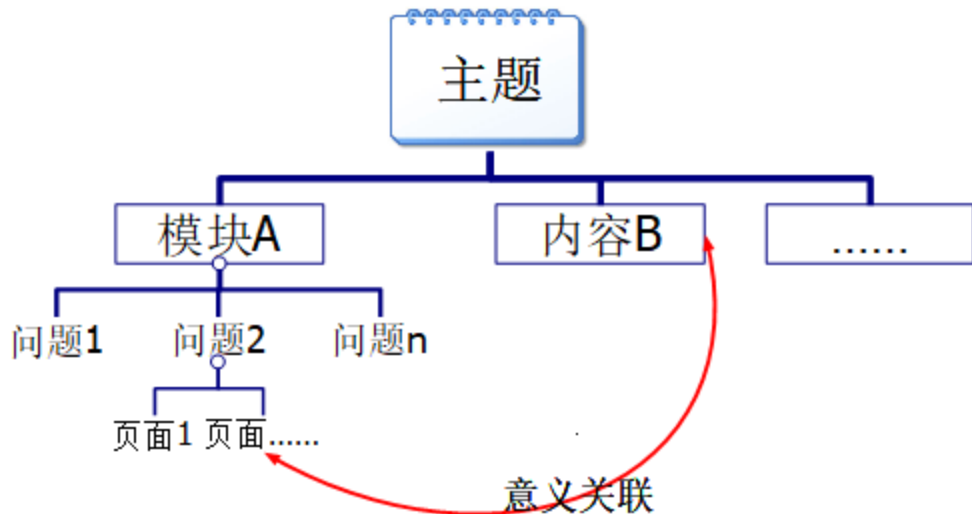 主题
模块A
内容B
......
问题1
问题2
问题n
页面1
页面......
意义关联